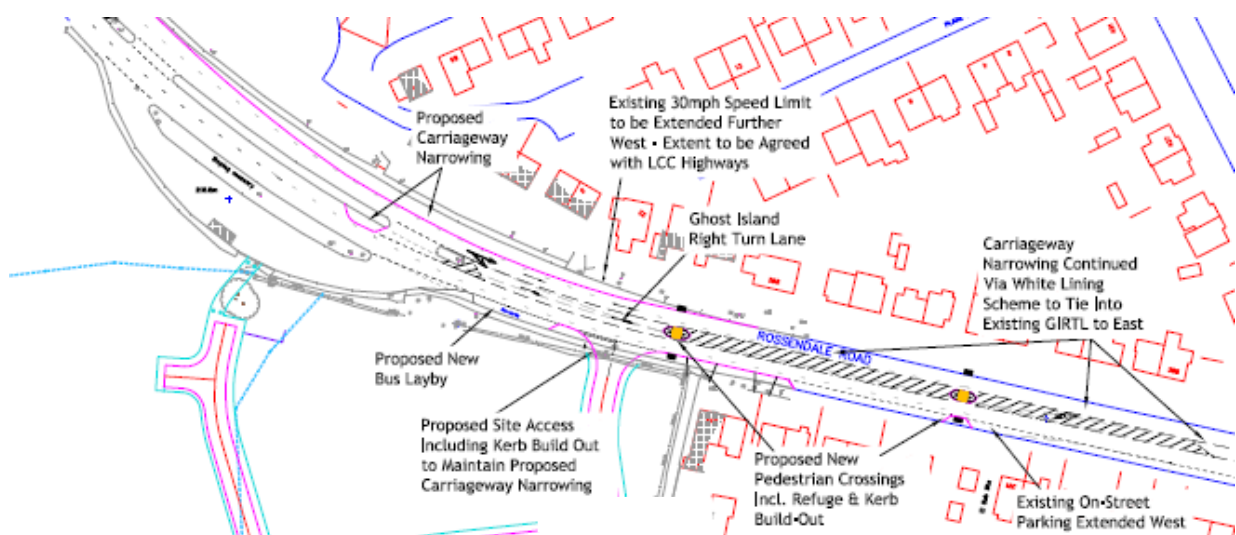 Proposed
Carriageway
Narrowing
Existing 30mph Speed Limit
to be Extended Further
West - Extent to be Agreed
with LCC Highways
Ghost Island
Right Turn Lane
Carriageway
Narrowing Continued
Via White Lining
Scheme to Tie Into
Existing GIRTL to East
ROSSENDALE ROAD
Proposed New
Bus Layby
Proposed Site Access
Including Kerb Build Out
to Maintain Proposed
Carriageway Narrowing
Proposed New
Pedestrian Crossings
Incl. Refuge & Kerb
Build-Out
Existing On-Street
Parking Extended West